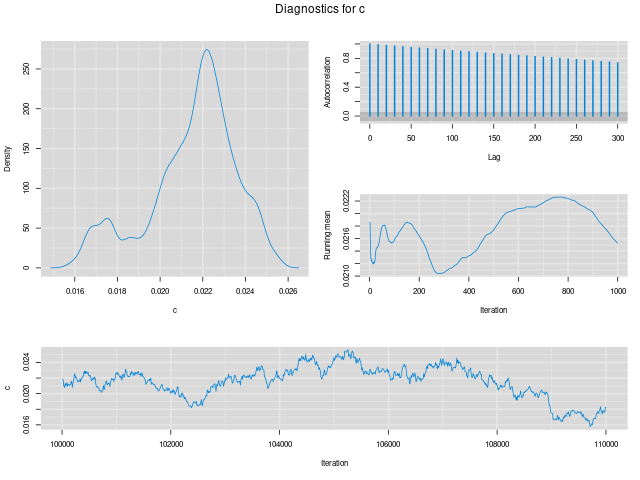 Diagnostics for c
Density
250
200
150
100
50
0
0.016 0.018 0.020 0.022 0.024 0.026
c
Autocorrelation
0.8
0.4
0.0
0 50 100 150 200 250 300
Lag
Running mean
0.0222
0.0216
0.0210
0 200 400 600 800 1000
Iteration
c
0.024
0.020
0.016
100000 102000 104000 106000 108000 110000
Iteration